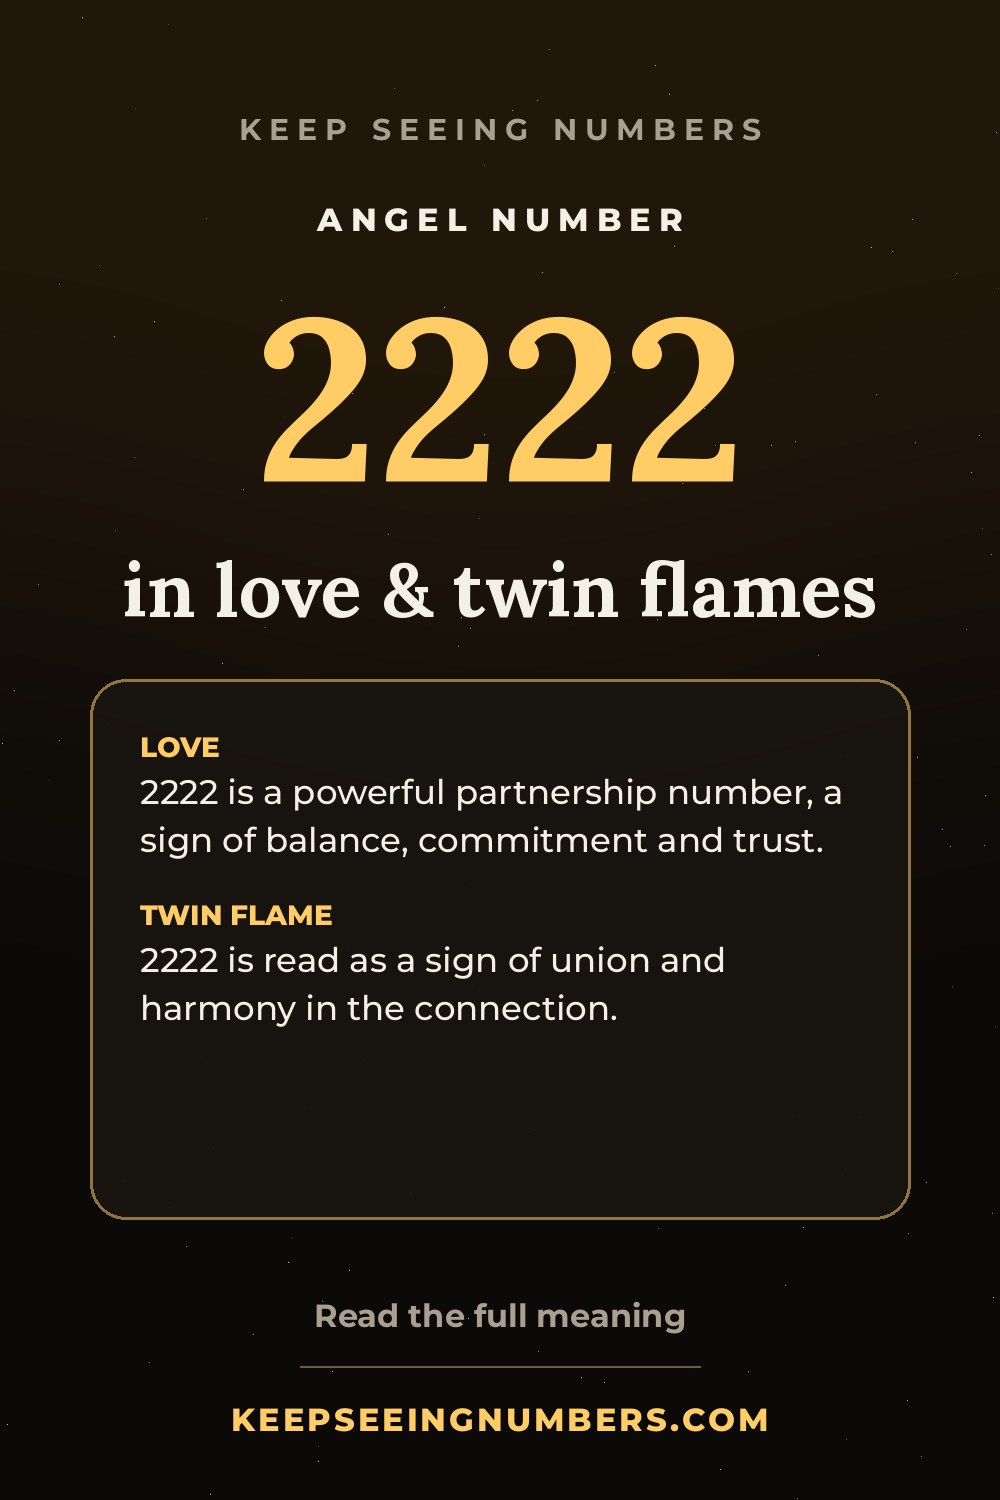 KEEP SEEING NUMBERS
ANGEL NUMBER
2222
in love & twin flames
LOVE
2222 is a powerful partnership number, a
sign of balance, commitment and trust.
TWIN FLAME
2222 is read as a sign of union and
harmony in the connection.
Read the full meaning
KEEPSEEINGNUMBERS.COM